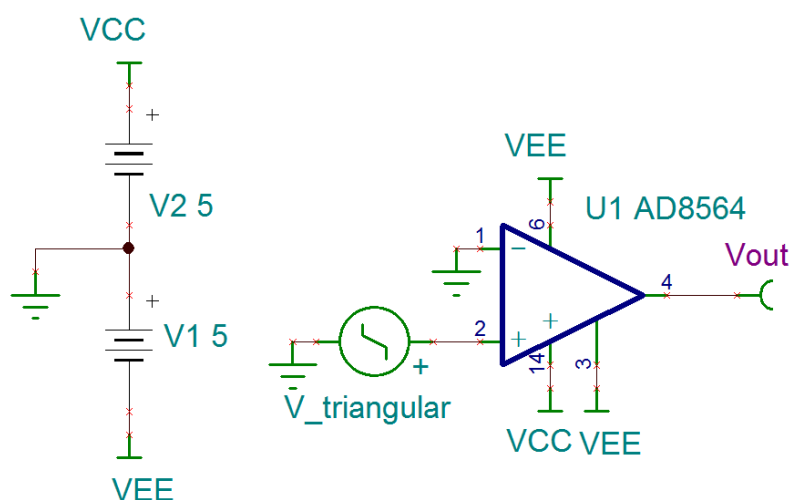 VCC
+
V2 5
+
V1 5
VEE
VEE
U1 AD8564
6
1
−
Vout
4
2
+
+
14
3
+
V_triangular
VCC
VEE